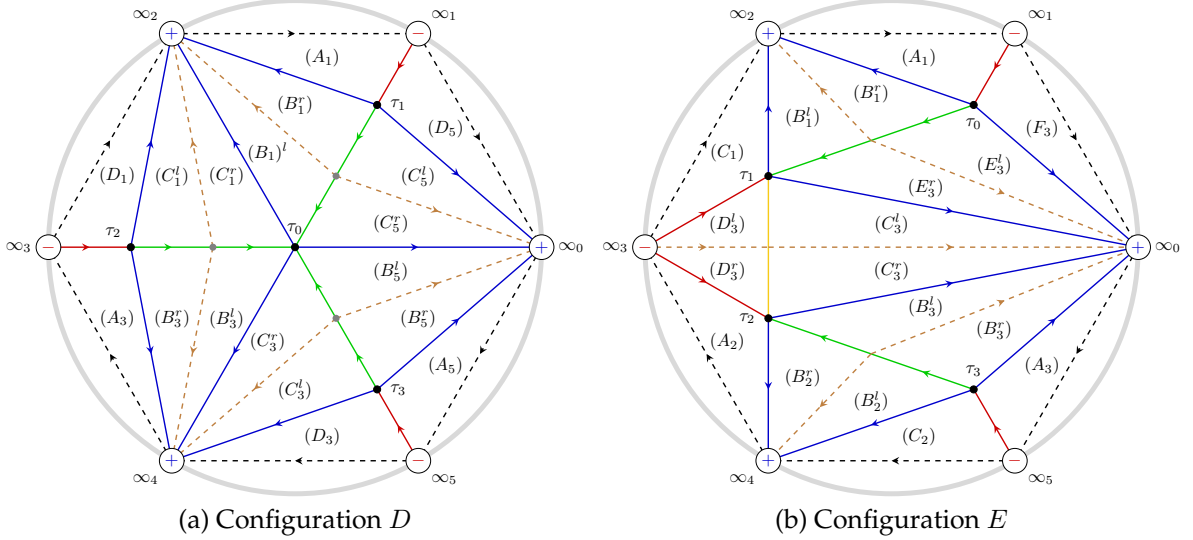 ∞₂ ∞₁ ∞₂ ∞₁
+ − + −
(A₁) (A₁)
(B₁ʳ) τ₁ (B₁ʳ) τ₀
(D₅) (B₁ˡ) (F₃)
(B₁)ˡ (E₃ˡ)
(D₁) (C₁ˡ) (C₁ʳ) (C₅ˡ) (C₁) τ₁ (E₃ʳ)
(C₅ʳ) (D₃ˡ) (C₃ˡ)
∞₃ − τ₂ τ₀ + ∞₀ ∞₃ − + ∞₀
(B₅ˡ) (D₃ʳ) (C₃ʳ)
(A₃) (B₃ʳ) (B₃ˡ) (B₅ʳ) τ₂ (B₃ˡ)
(C₃ʳ) (A₂) (B₃ʳ)
(A₅) (A₃)
(C₃ˡ) τ₃ (B₂ʳ) τ₃
(B₂ˡ)
(D₃) (C₂)
+ − + −
∞₄ ∞₅ ∞₄ ∞₅
(a) Configuration D
(b) Configuration E